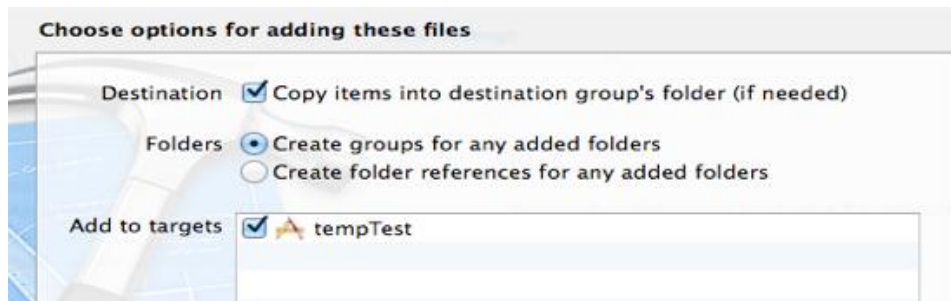 Choose options for adding these files
Destination Copy items into destination group's folder (if needed)
Folders Create groups for any added folders
Create folder references for any added folders
Add to targets tempTest